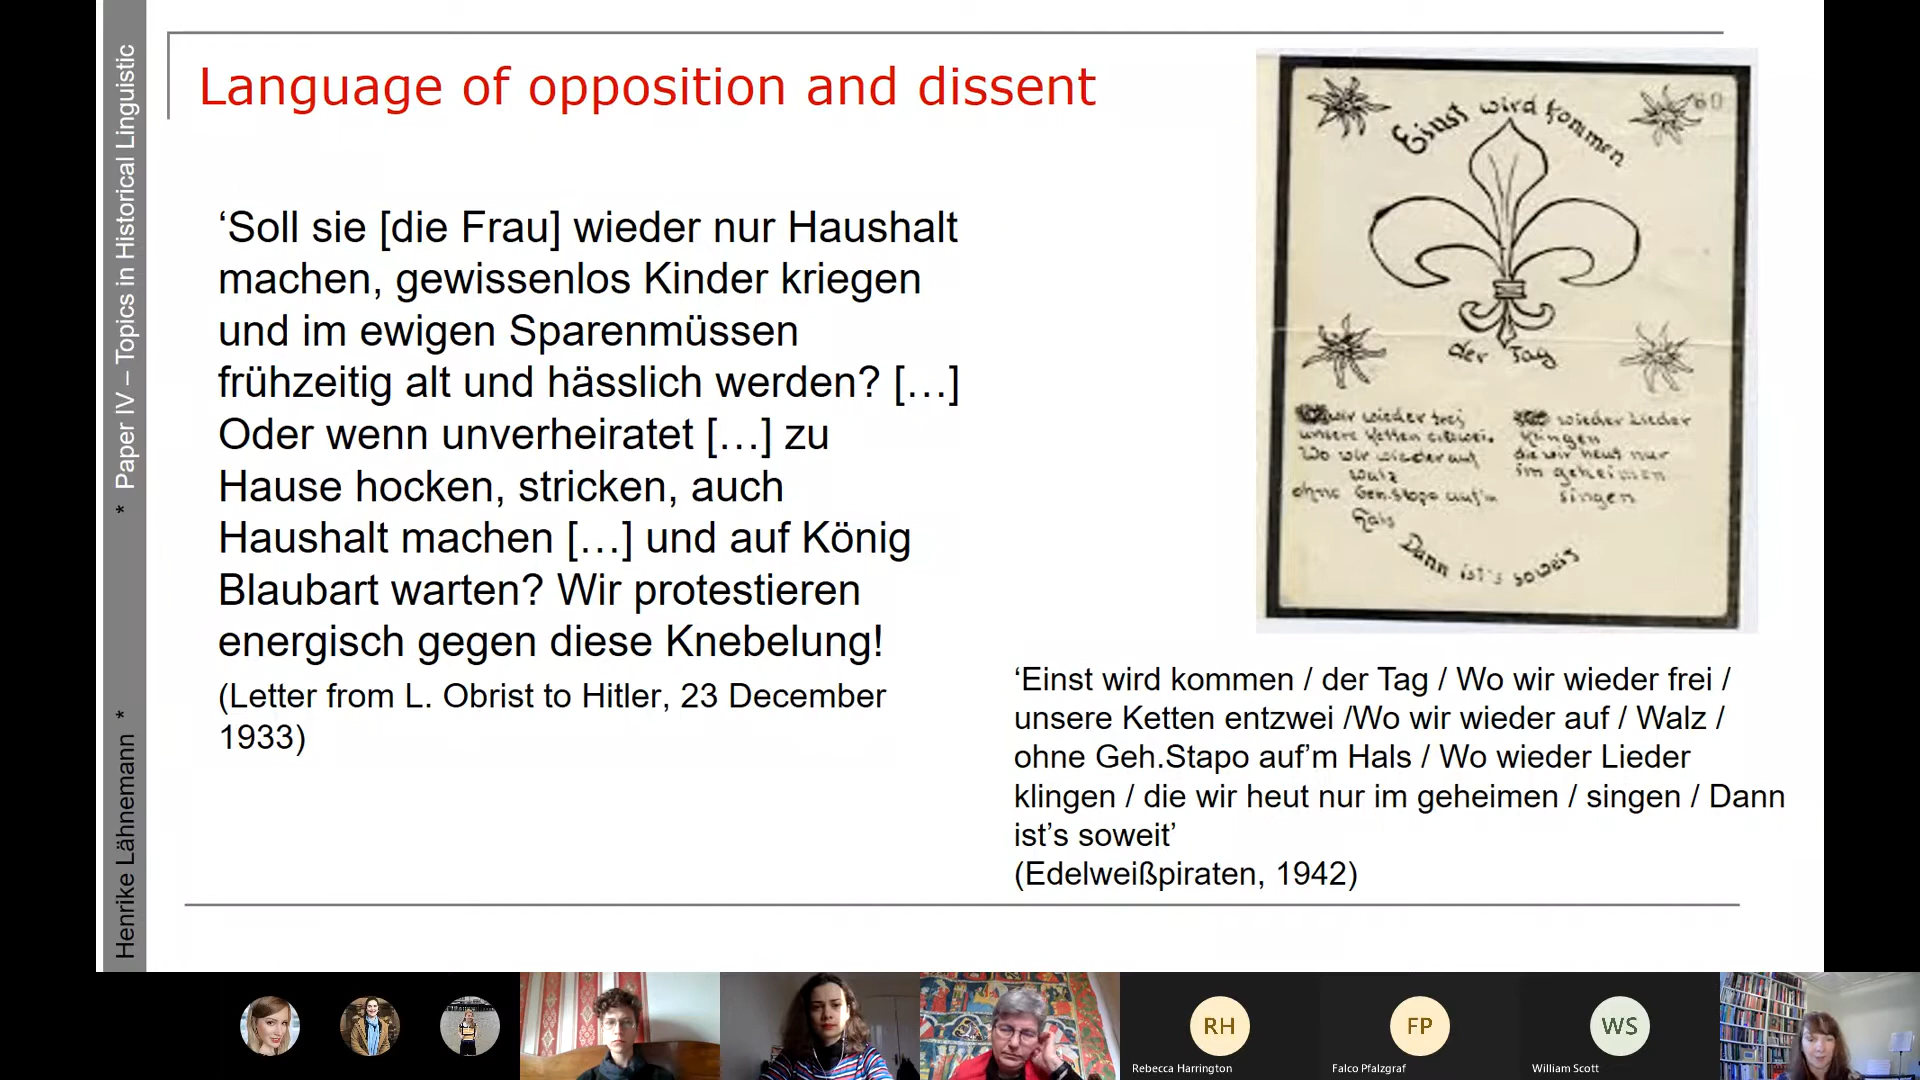 Language of opposition and dissent
‘Soll sie [die Frau] wieder nur Haushalt
machen, gewissenlos Kinder kriegen
und im ewigen Sparenmüssen
frühzeitig alt und hässlich werden? […]
Oder wenn unverheiratet […] zu
Hause hocken, stricken, auch
Haushalt machen […] und auf König
Blaubart warten? Wir protestieren
energisch gegen diese Knebelung!
(Letter from L. Obrist to Hitler, 23 December
1933)
Einst wird kommen
60
der Tag
wir wieder frei
unsere Ketten entzwei.
Wo wir wieder auf
Walz
ohne Geh.Stapo auf'm
Hals
wieder Lieder
klingen
die wir heut nur
im geheimen
singen
Dann ist's soweit
‘Einst wird kommen / der Tag / Wo wir wieder frei /
unsere Ketten entzwei /Wo wir wieder auf / Walz /
ohne Geh.Stapo auf’m Hals / Wo wieder Lieder
klingen / die wir heut nur im geheimen / singen / Dann
ist’s soweit’
(Edelweißpiraten, 1942)
Henrike Lähnemann * * Paper IV – Topics in Historical Linguistic
RH
Rebecca Harrington
FP
Falco Pfalzgraf
WS
William Scott